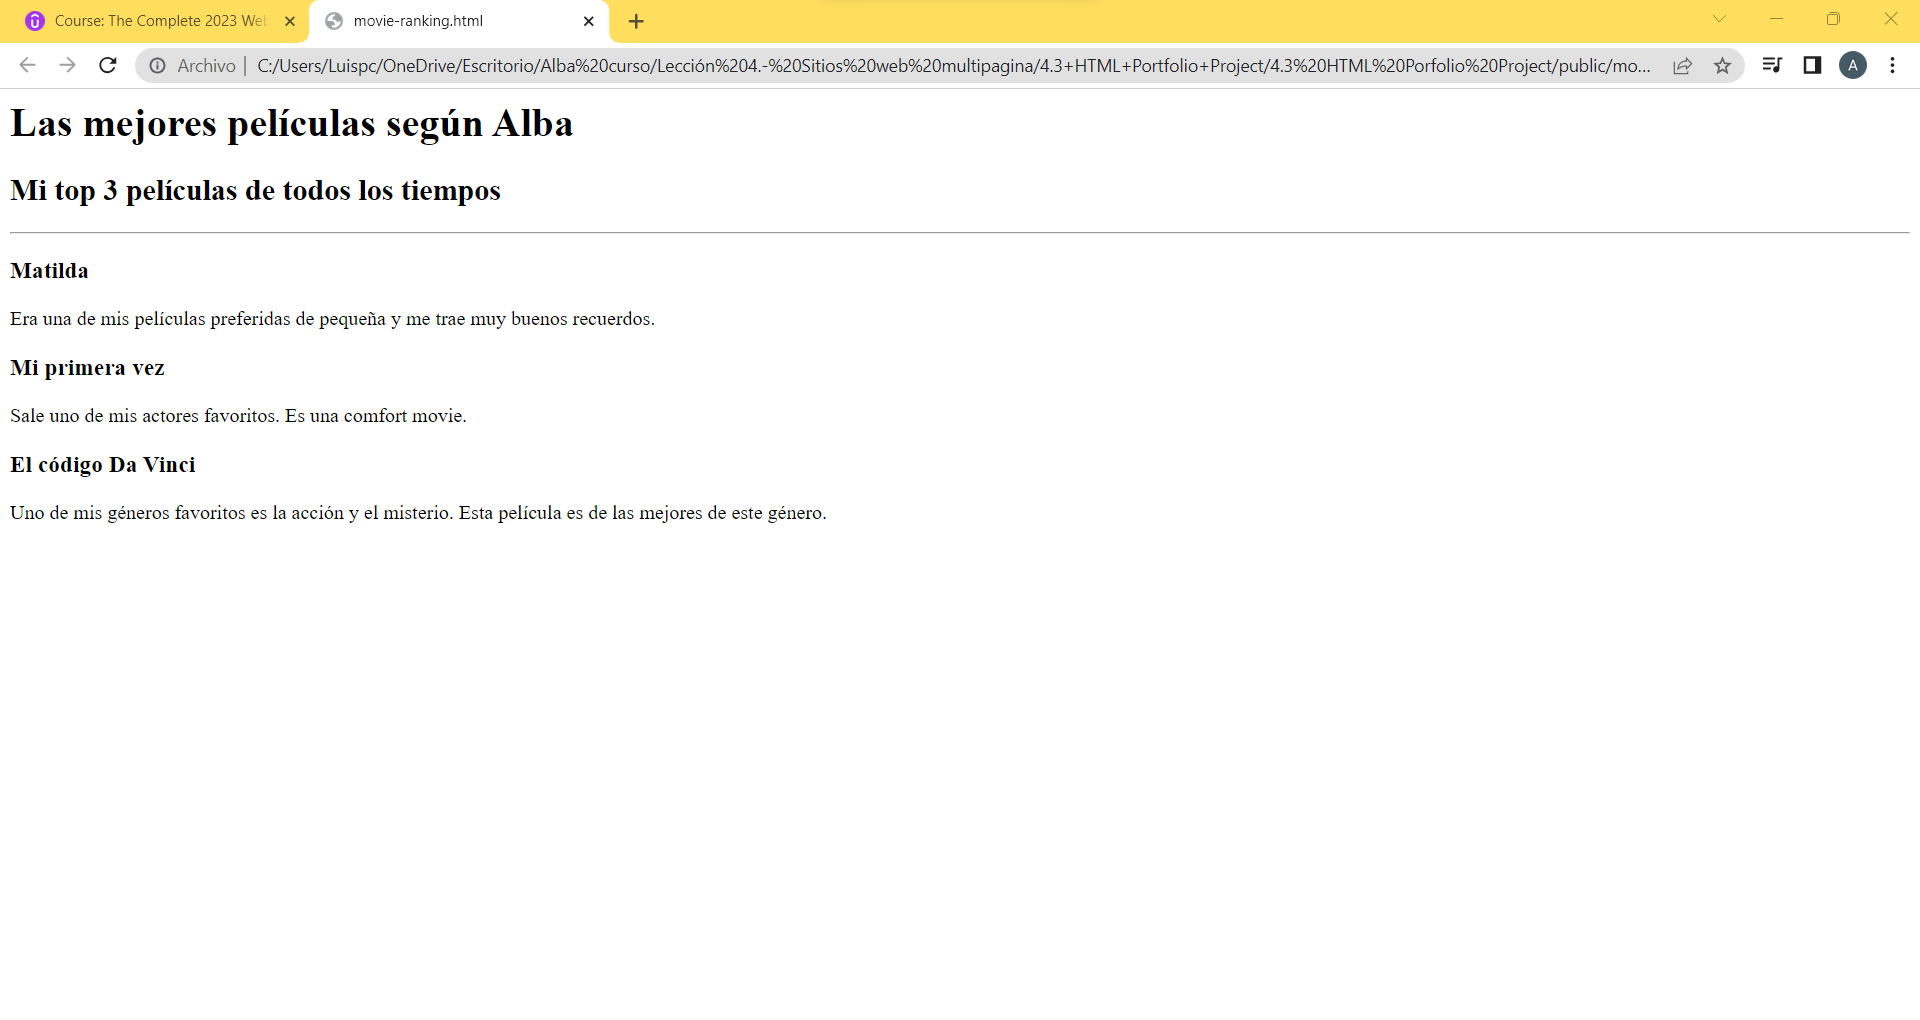 Course: The Complete 2023 Web
movie-ranking.html
Archivo
C:/Users/Luispc/OneDrive/Escritorio/Alba%20curso/Lección%204.-%20Sitios%20web%20multipagina/4.3+HTML+Portfolio+Project/4.3%20HTML%20Porfolio%20Project/public/mo...
A
Las mejores películas según Alba
Mi top 3 películas de todos los tiempos
Matilda
Era una de mis películas preferidas de pequeña y me trae muy buenos recuerdos.
Mi primera vez
Sale uno de mis actores favoritos. Es una comfort movie.
El código Da Vinci
Uno de mis géneros favoritos es la acción y el misterio. Esta película es de las mejores de este género.